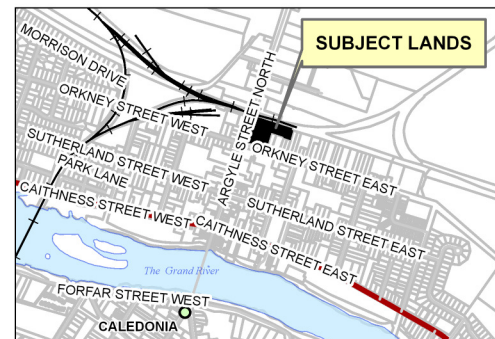 SUBJECT LANDS
MORRISON DRIVE
ORKNEY STREET WEST
ARGYLE STREET NORTH
ORKNEY STREET EAST
SUTHERLAND STREET WEST
PARK LANE
CAITHNESS STREET WEST
CAITHNESS STREET EAST
SUTHERLAND STREET EAST
The Grand River
FORFAR STREET WEST
CALEDONIA